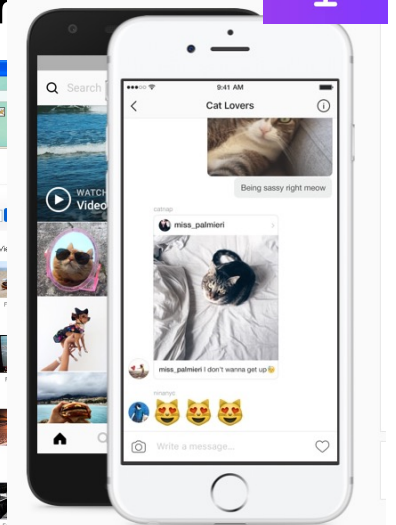 Search
WATCH
Video
9:41 AM
Cat Lovers
Being sassy right meow
catnap
miss_palmieri
miss_palmieri I don't wanna get up
Write a message...